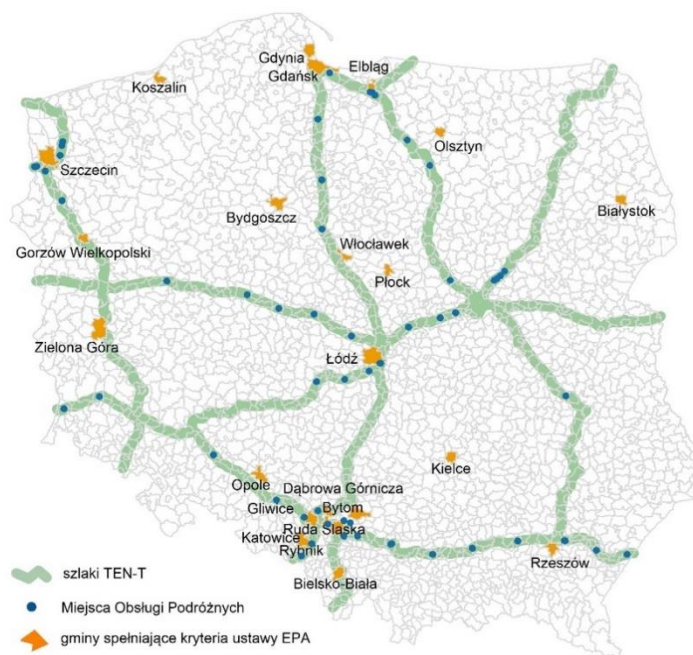 Gdynia
Gdańsk
Elbląg
Koszalin
Olsztyn
Szczecin
Bydgoszcz
Białystok
Gorzów Wielkopolski
Włocławek
Płock
Zielona Góra
Łódź
Kielce
Opole
Dąbrowa Górnicza
Gliwice
Bytom
Ruda Śląska
Katowice
Rybnik
Rzeszów
Bielsko-Biała
szlaki TEN-T
Miejsca Obsługi Podróżnych
gminy spełniające kryteria ustawy EPA